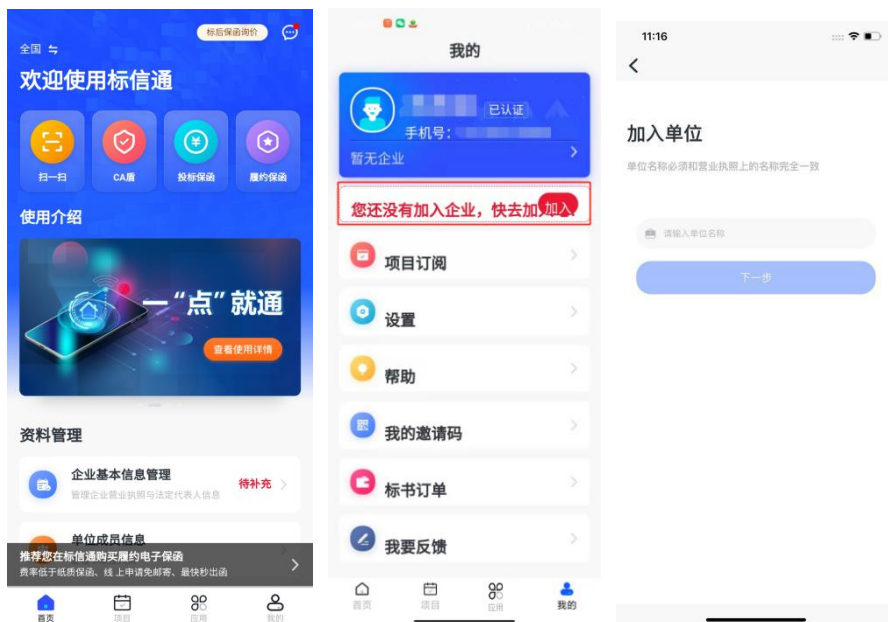 标后保函询价
全国
欢迎使用标信通
扫一扫
CA盾
投标保函
履约保函
使用介绍
一“点”就通
查看使用详情
资料管理
企业基本信息管理
管理企业营业执照与法定代表人信息
待补充
单位成员信息
推荐您在标信通购买履约电子保函
费率低于纸质保函、线上申请免邮寄、最快秒出函
首页
项目
应用
我的
我的
已认证
手机号：
暂无企业
您还没有加入企业，快去加
加入
项目订阅
设置
帮助
我的邀请码
标书订单
我要反馈
首页
项目
应用
我的
11:16
加入单位
单位名称必须和营业执照上的名称完全一致
请输入单位名称
下一步